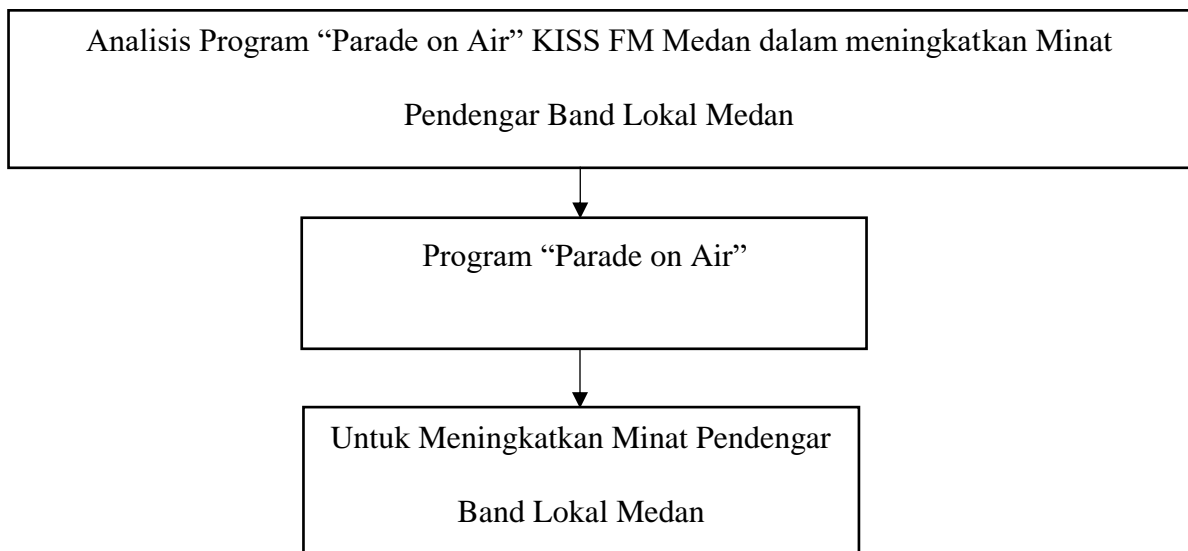 Analisis Program “Parade on Air” KISS FM Medan dalam meningkatkan Minat
Pendengar Band Lokal Medan
Program “Parade on Air”
Untuk Meningkatkan Minat Pendengar
Band Lokal Medan